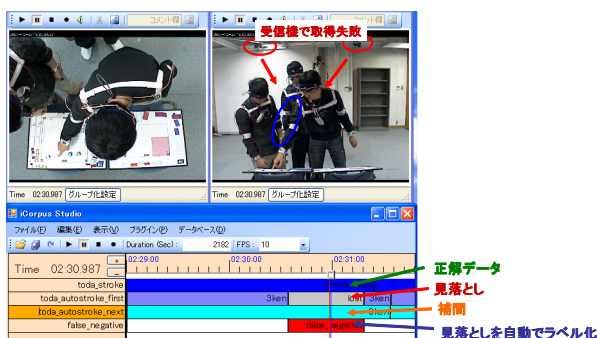 コメント欄
コメント欄
受信機で取得失敗
Time 02:30.987 グループ化設定
Time 02:30.987 グループ化設定
iCorpus Studio
ファイル(F) 編集(E) 表示(V) プラグイン(P) データベース(D)
Duration (Sec): 2182 FPS: 10
Time 02:30.987
02:29:00 02:30:00 02:31:00
正解データ
toda_stroke
見落とし
toda_autostroke_first 3ken lost 3ken
補間
toda_autostroke_next 3ken
false_negative false_negative
見落としを自動でラベル化